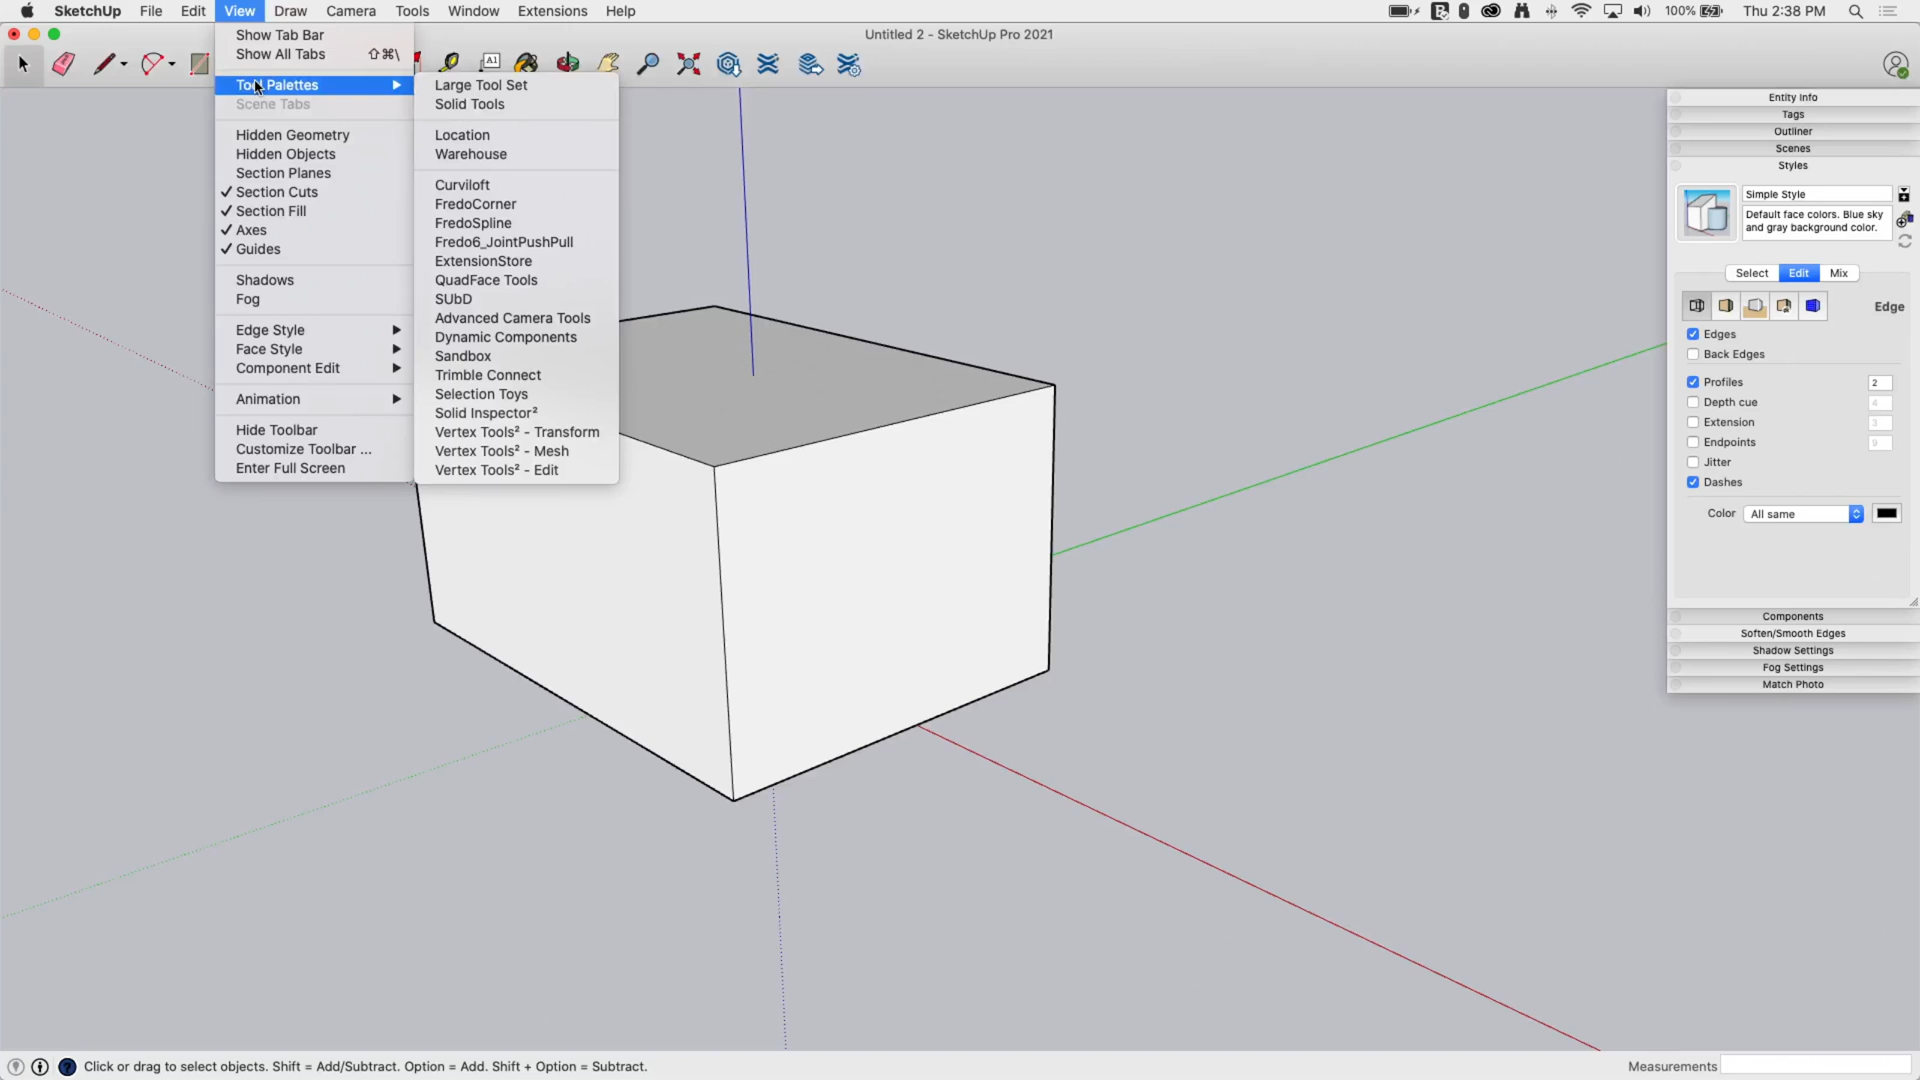 SketchUp File Edit View Draw Camera Tools Window Extensions Help 100% Thu 2:38 PM
Untitled 2 - SketchUp Pro 2021
A1
Show Tab Bar
Show All Tabs ⇧⌘\
Tool Palettes
Scene Tabs
Hidden Geometry
Hidden Objects
Section Planes
✓ Section Cuts
✓ Section Fill
✓ Axes
✓ Guides
Shadows
Fog
Edge Style
Face Style
Component Edit
Animation
Hide Toolbar
Customize Toolbar ...
Enter Full Screen
Large Tool Set
Solid Tools
Location
Warehouse
Curviloft
FredoCorner
FredoSpline
Fredo6_JointPushPull
ExtensionStore
QuadFace Tools
SUbD
Advanced Camera Tools
Dynamic Components
Sandbox
Trimble Connect
Selection Toys
Solid Inspector²
Vertex Tools² - Transform
Vertex Tools² - Mesh
Vertex Tools² - Edit
Entity Info
Tags
Outliner
Scenes
Styles
Simple Style
Default face colors. Blue sky
and gray background color.
Select Edit Mix
Edge
Edges
Back Edges
Profiles 2
Depth cue 4
Extension 3
Endpoints 9
Jitter
Dashes
Color All same
Components
Soften/Smooth Edges
Shadow Settings
Fog Settings
Match Photo
Click or drag to select objects. Shift = Add/Subtract. Option = Add. Shift + Option = Subtract. Measurements